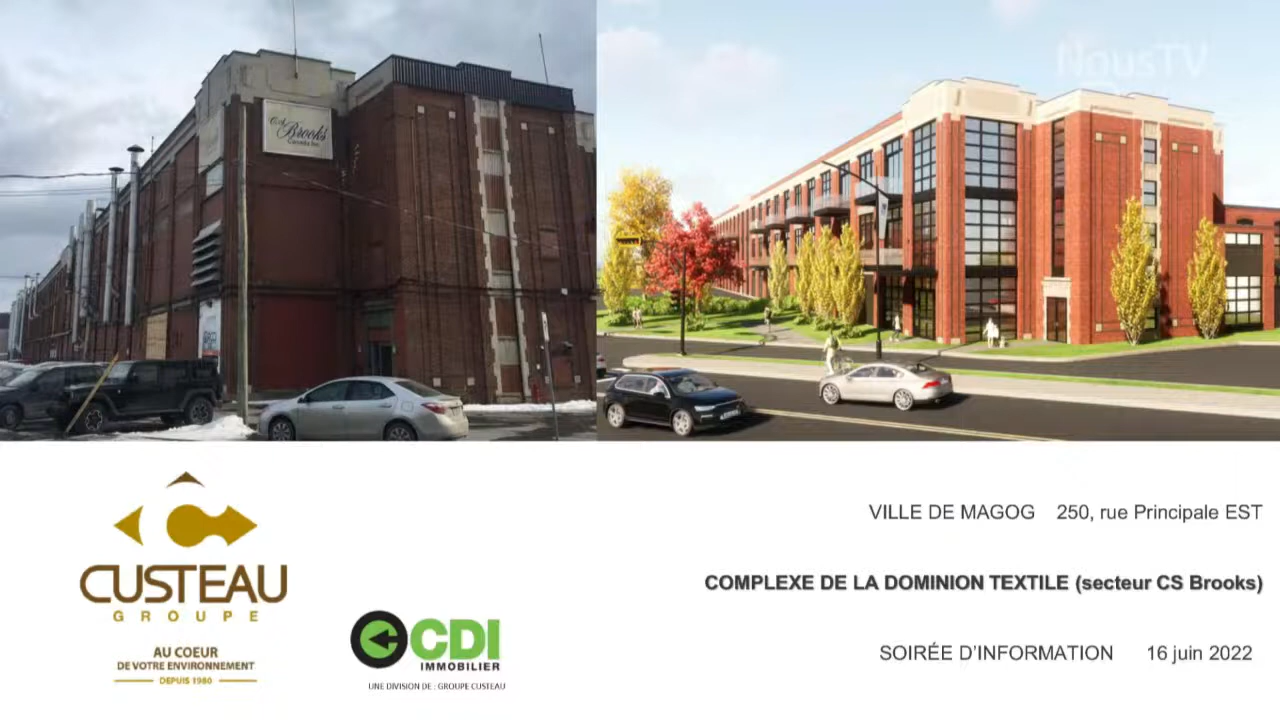 NousTV
Brooks
Canada Inc.
CUSTEAU
GROUPE
AU COEUR
DE VOTRE ENVIRONNEMENT
DEPUIS 1980
CDI
IMMOBILIER
UNE DIVISION DE : GROUPE CUSTEAU
VILLE DE MAGOG 250, rue Principale EST
COMPLEXE DE LA DOMINION TEXTILE (secteur CS Brooks)
SOIRÉE D'INFORMATION 16 juin 2022